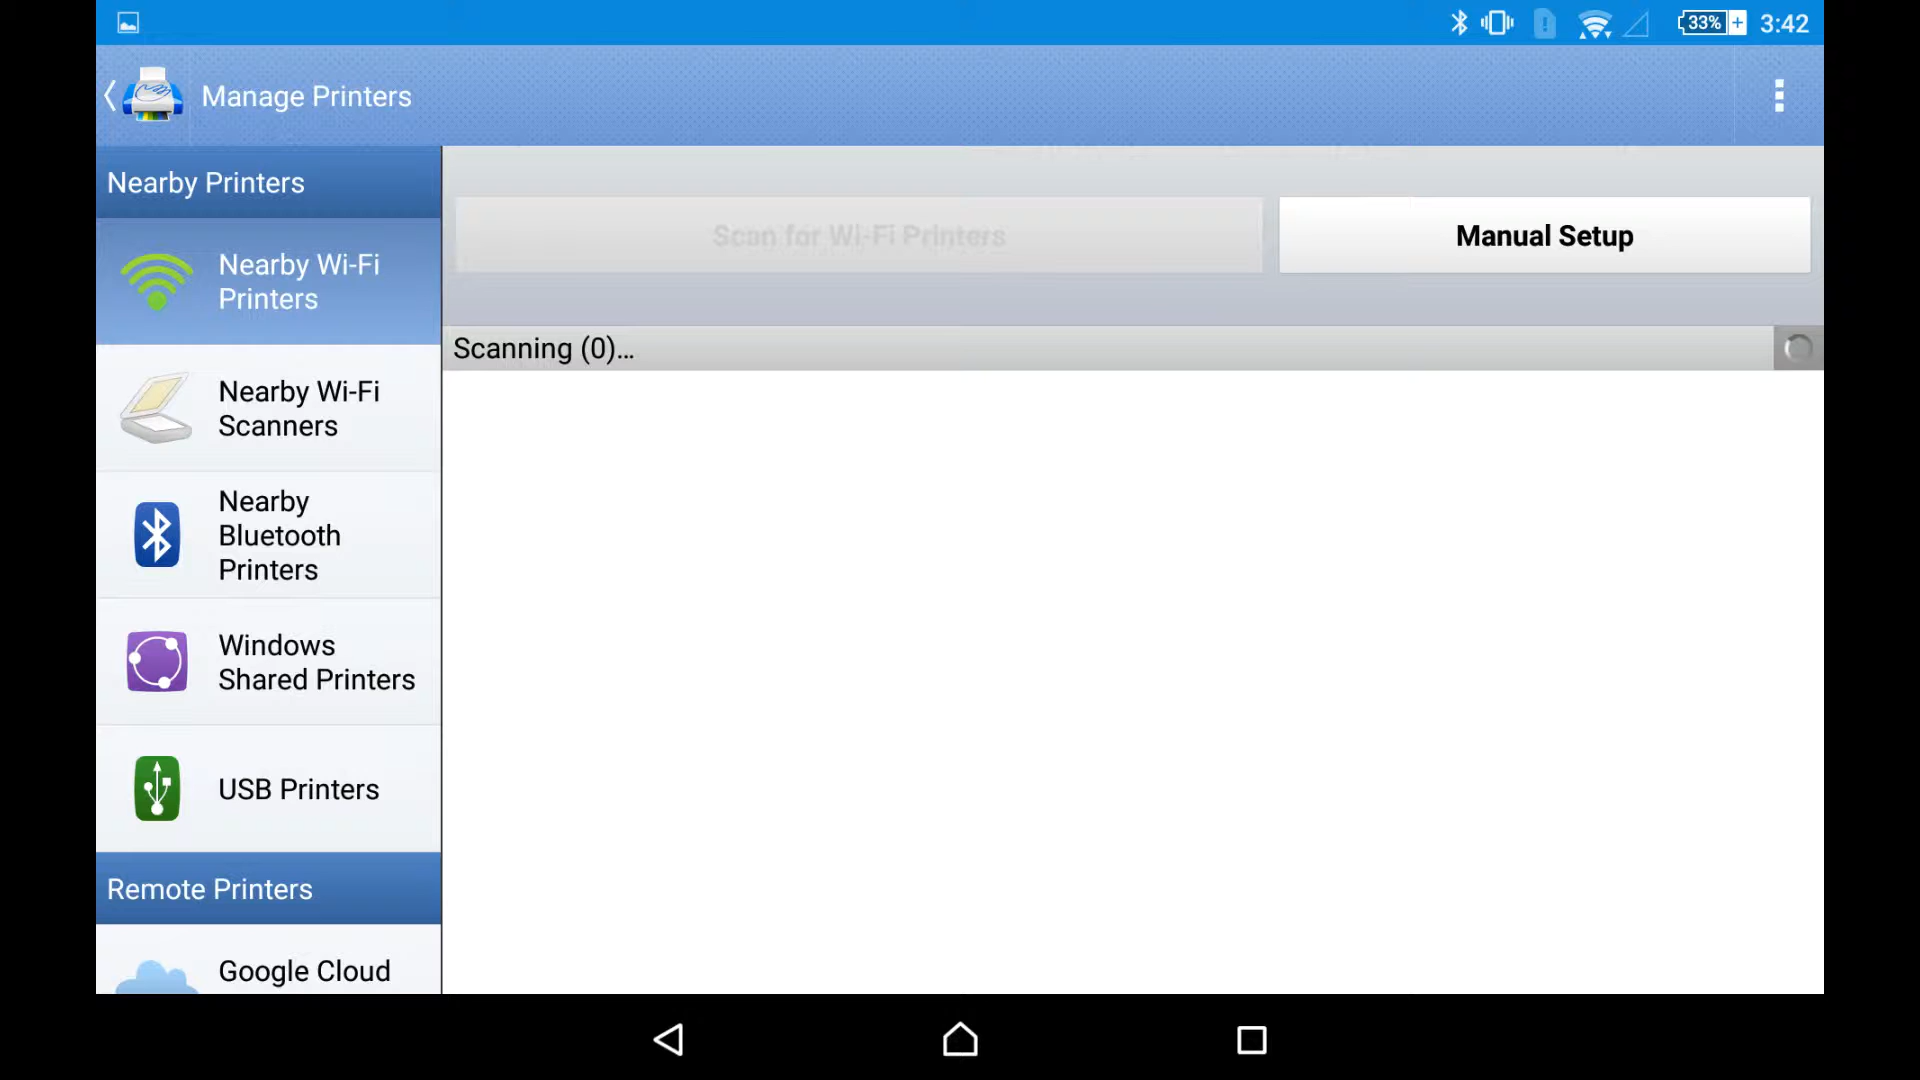 33%
3:42
Manage Printers
Nearby Printers
Nearby Wi-Fi
Printers
Nearby Wi-Fi
Scanners
Nearby
Bluetooth
Printers
Windows
Shared Printers
USB Printers
Remote Printers
Google Cloud
Scan for Wi-Fi Printers
Manual Setup
Scanning (0)...